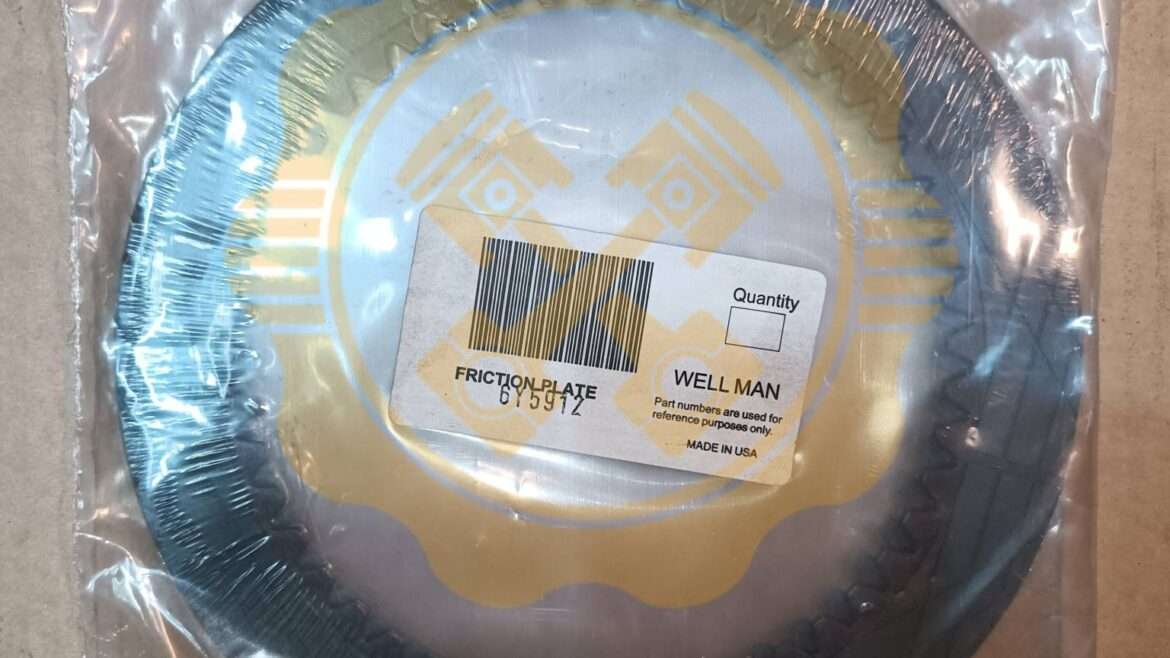 Quantity
FRICTION PLATE
6Y5912
WELL MAN
Part numbers are used for
reference purposes only.
MADE IN USA